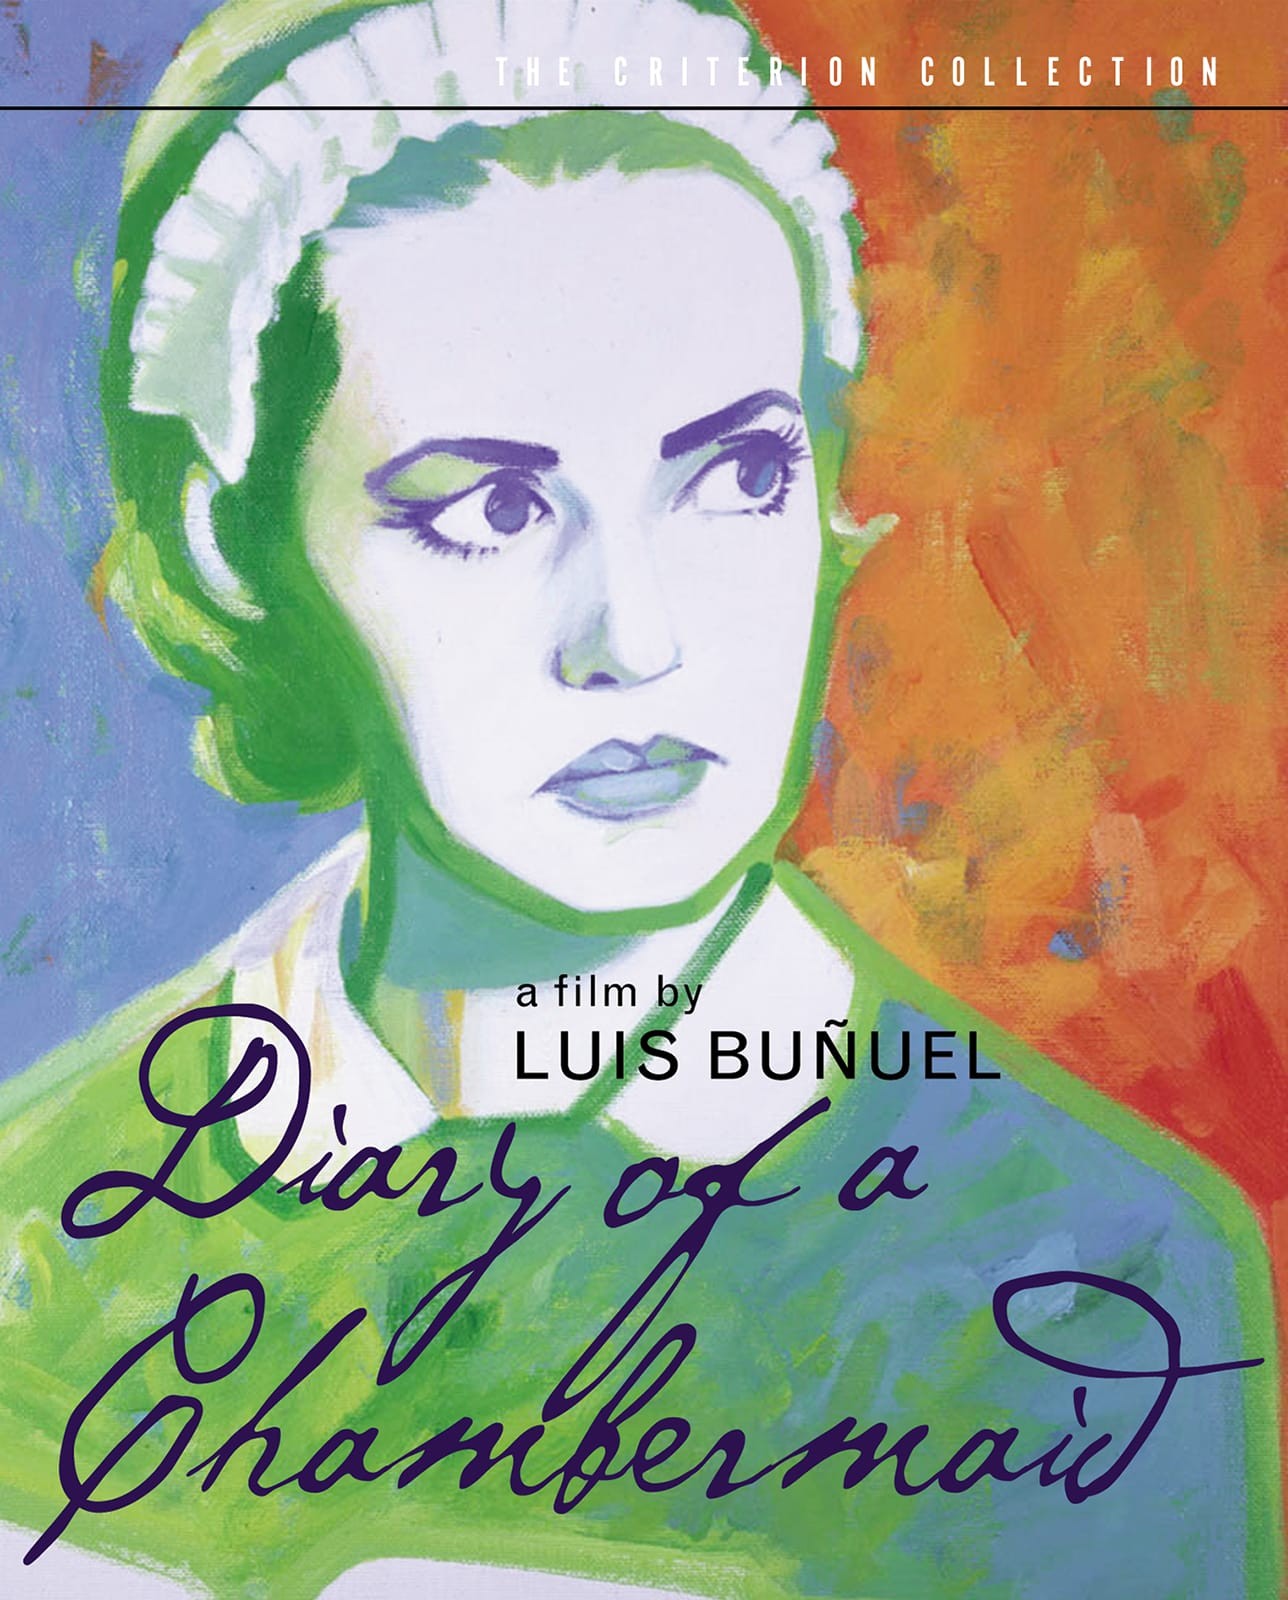 THE CRITERION COLLECTION
a film by
LUIS BUÑUEL
Diary of a
Chambermaid